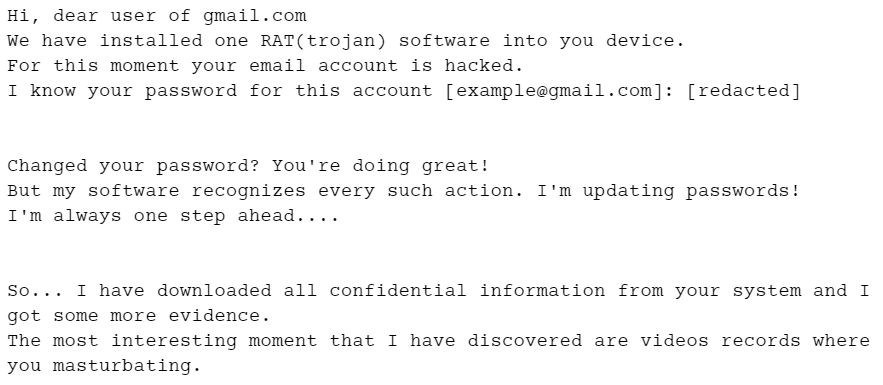 Hi, dear user of gmail.com
We have installed one RAT(trojan) software into you device.
For this moment your email account is hacked.
I know your password for this account [example@gmail.com]: [redacted]
Changed your password? You're doing great!
But my software recognizes every such action. I'm updating passwords!
I'm always one step ahead....
So... I have downloaded all confidential information from your system and I
got some more evidence.
The most interesting moment that I have discovered are videos records where
you masturbating.